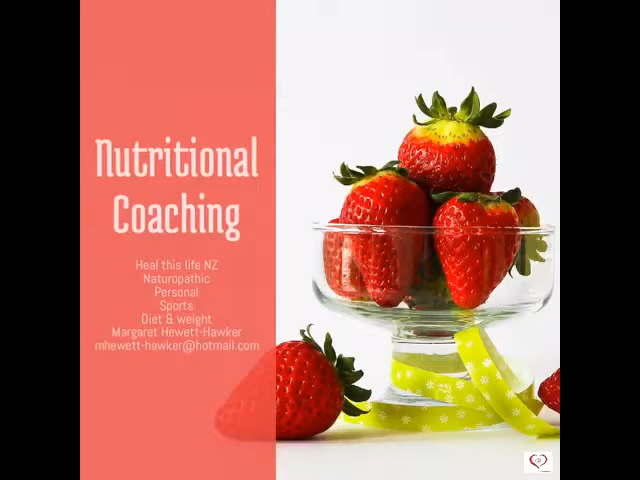 Nutritional
Coaching
Heal this life NZ
Naturopathic
Personal
Sports
Diet & weight
Margaret Hewett-Hawker
mhewett-hawker@hotmail.com